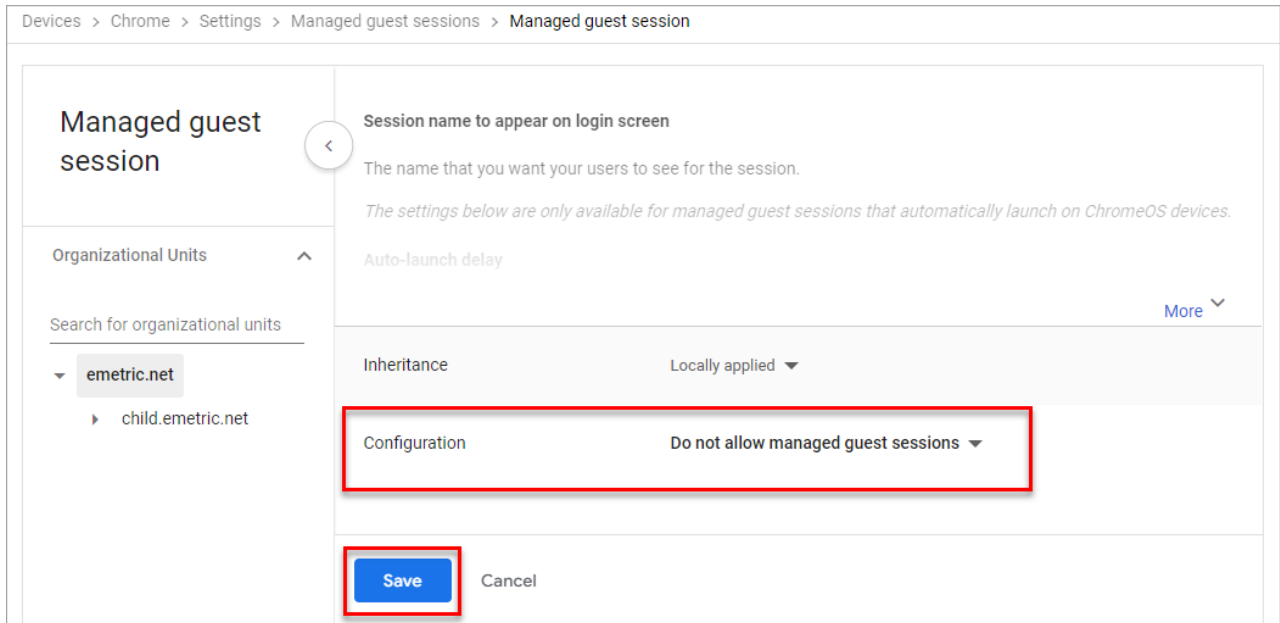 Devices > Chrome > Settings > Managed guest sessions > Managed guest session
Managed guest
session
Organizational Units
Search for organizational units
emetric.net
child.emetric.net
Session name to appear on login screen
The name that you want your users to see for the session.
The settings below are only available for managed guest sessions that automatically launch on ChromeOS devices.
Auto-launch delay
More
Inheritance Locally applied
Configuration Do not allow managed guest sessions
Save Cancel